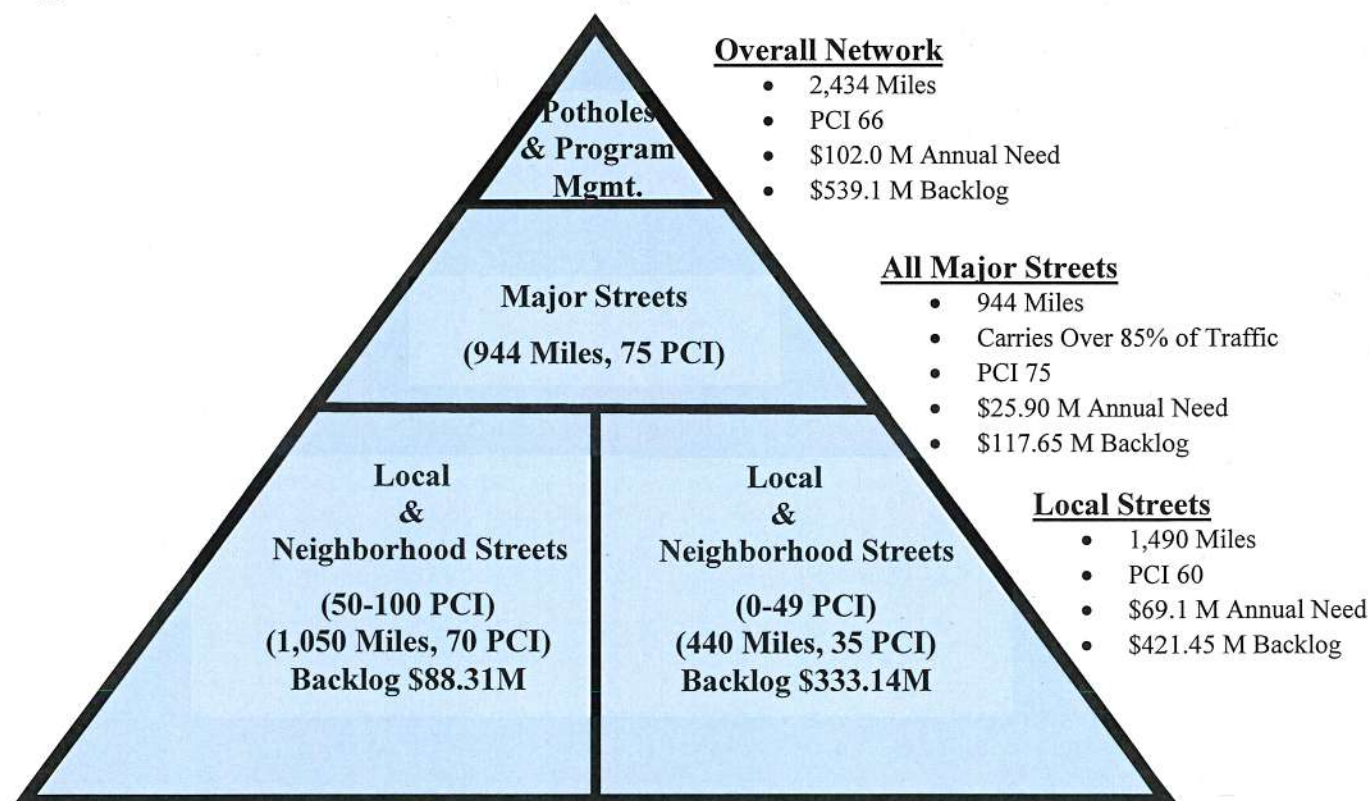 Potholes
& Program
Mgmt.
Major Streets
(944 Miles, 75 PCI)
Local
&
Neighborhood Streets
(50-100 PCI)
(1,050 Miles, 70 PCI)
Backlog $88.31M
Local
&
Neighborhood Streets
(0-49 PCI)
(440 Miles, 35 PCI)
Backlog $333.14M
Overall Network
• 2,434 Miles
• PCI 66
• $102.0 M Annual Need
• $539.1 M Backlog
All Major Streets
• 944 Miles
• Carries Over 85% of Traffic
• PCI 75
• $25.90 M Annual Need
• $117.65 M Backlog
Local Streets
• 1,490 Miles
• PCI 60
• $69.1 M Annual Need
• $421.45 M Backlog